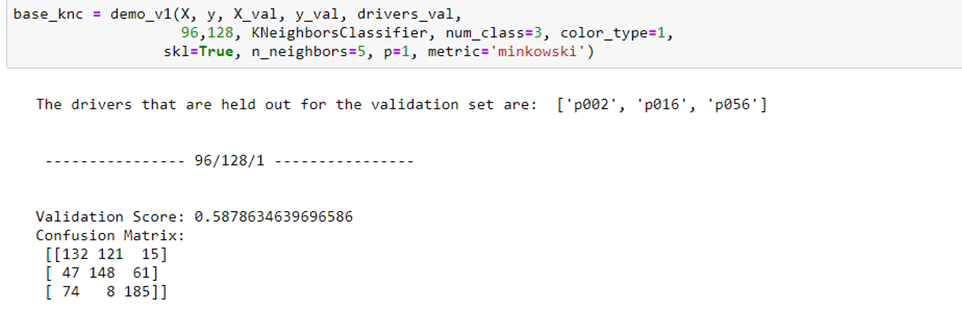 base_knc = demo_v1(X, y, X_val, y_val, drivers_val,
96,128, KNeighborsClassifier, num_class=3, color_type=1,
skl=True, n_neighbors=5, p=1, metric='minkowski')
The drivers that are held out for the validation set are:  ['p002', 'p016', 'p056']
---------------- 96/128/1 ----------------
Validation Score: 0.5878634639696586
Confusion Matrix:
[[132 121  15]
[ 47 148  61]
[ 74   8 185]]